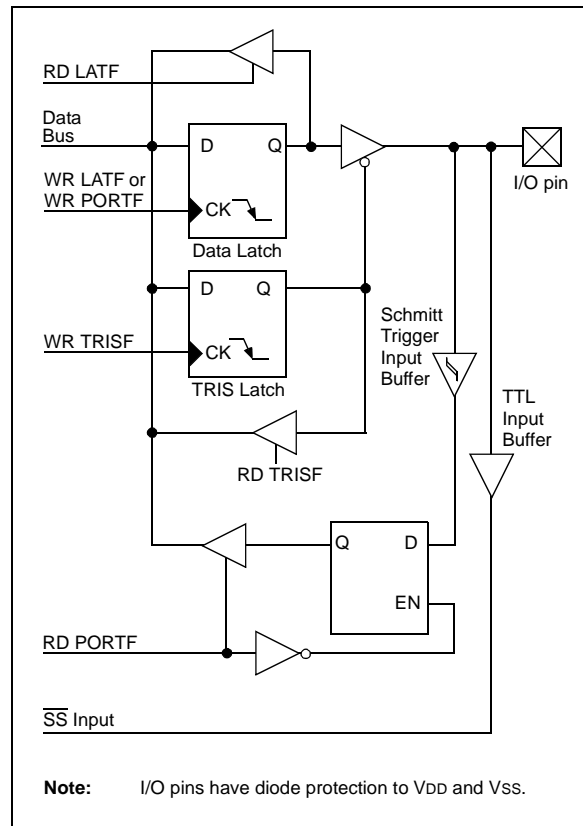 RD LATF
Data
Bus
D Q
WR LATF or
WR PORTF
CK
I/O pin
Data Latch
D Q
WR TRISF
CK
TRIS Latch
Schmitt
Trigger
Input
Buffer
TTL
Input
Buffer
RD TRISF
Q D
EN
RD PORTF
SS Input
Note: I/O pins have diode protection to VDD and VSS.